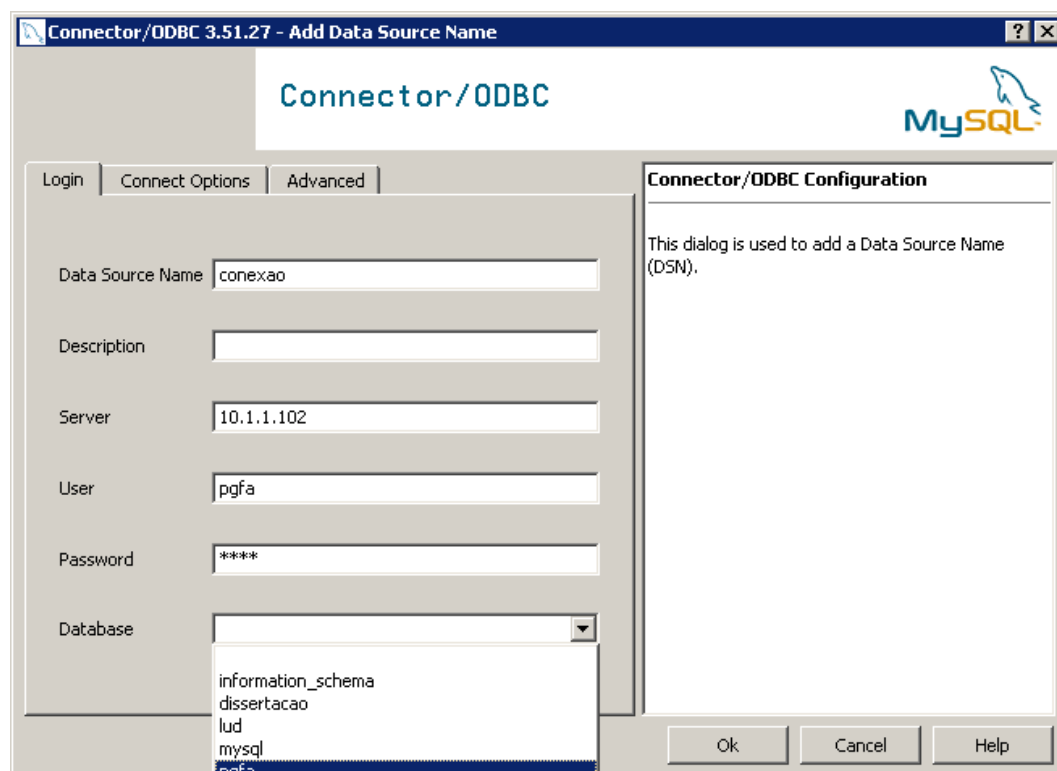 Connector/ODBC 3.51.27 - Add Data Source Name
Connector/ODBC
MySQL
Login Connect Options Advanced
Connector/ODBC Configuration
This dialog is used to add a Data Source Name
(DSN).
Data Source Name conexao
Description
Server 10.1.1.102
User pgfa
Password ****
Database
information_schema
dissertacao
lud
mysql
pgfa
Ok Cancel Help